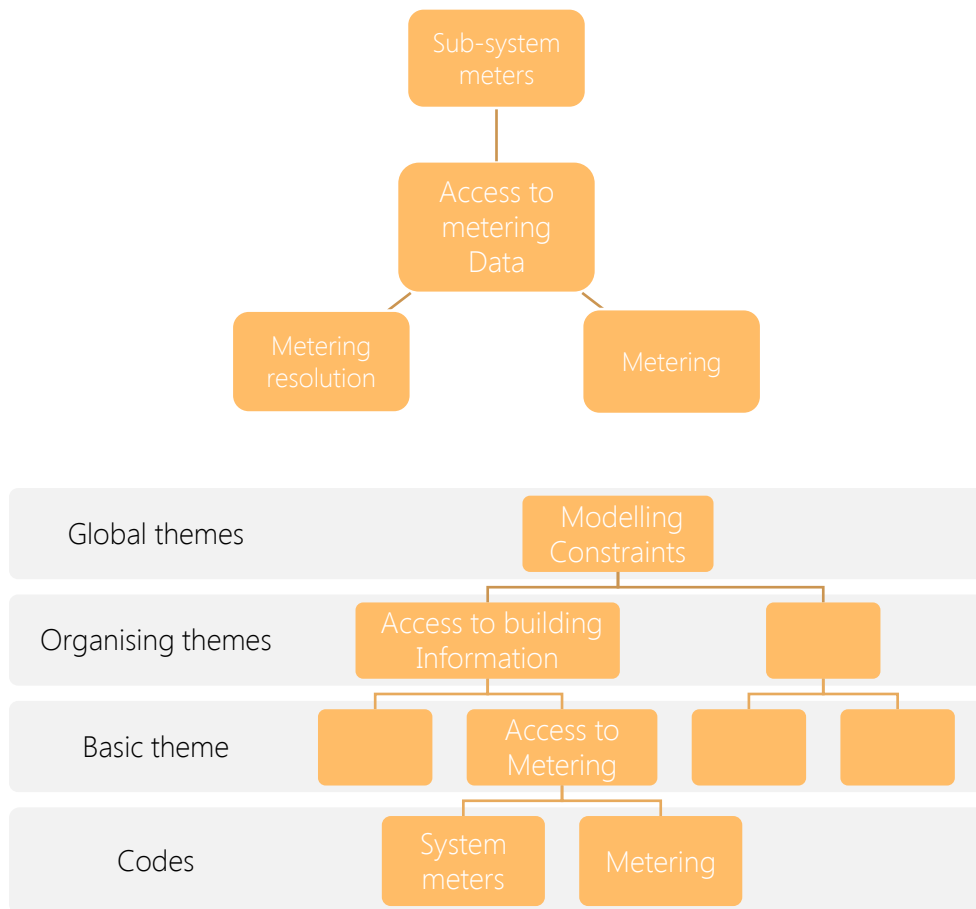 Sub-system
meters
Access to
metering
Data
Metering
resolution
Metering
Global themes
Modelling
Constraints
Organising themes
Access to building
Information
Basic theme
Access to
Metering
Codes
System
meters
Metering